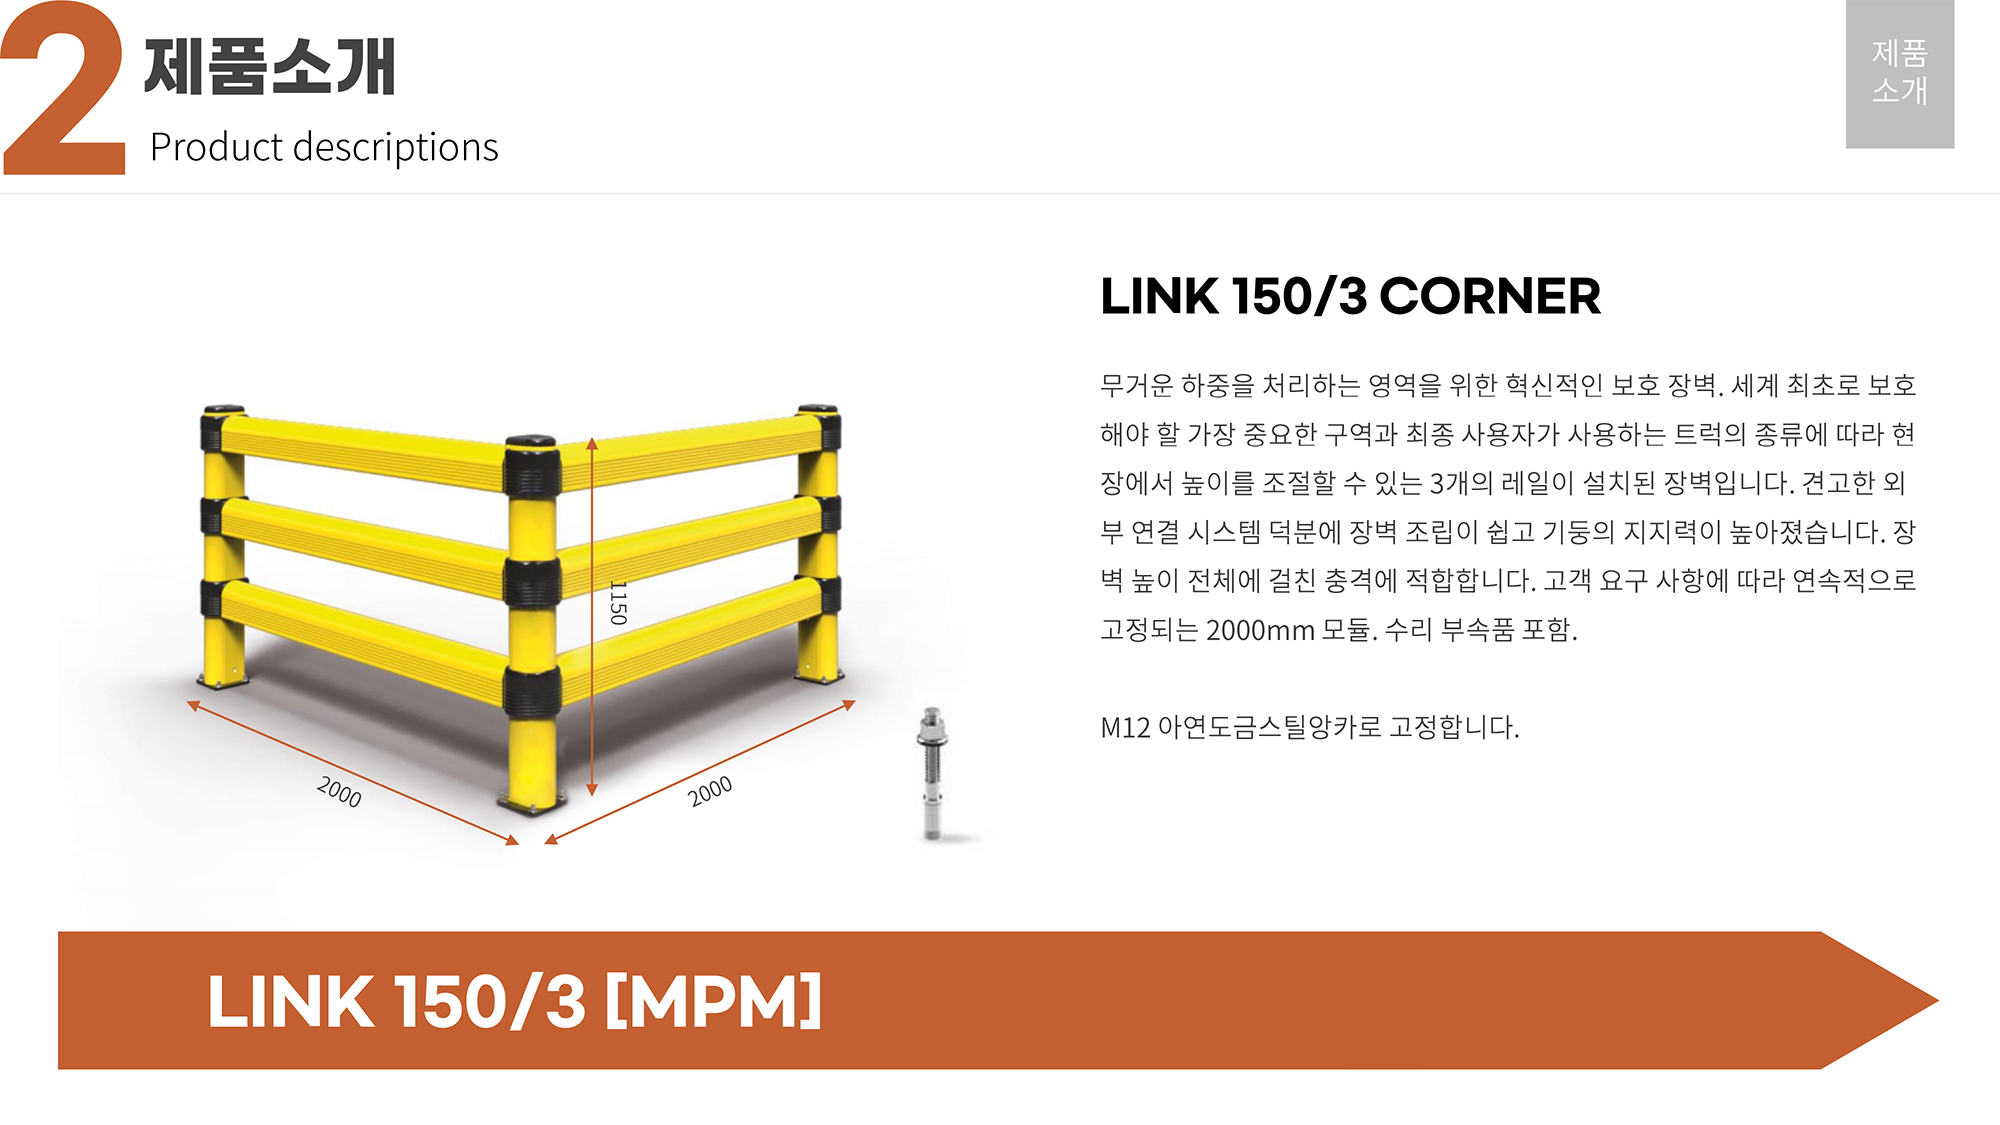 2
제품소개
Product descriptions
제품
소개
LINK 150/3 CORNER
무거운 하중을 처리하는 영역을 위한 혁신적인 보호 장벽. 세계 최초로 보호
해야 할 가장 중요한 구역과 최종 사용자가 사용하는 트럭의 종류에 따라 현
장에서 높이를 조절할 수 있는 3개의 레일이 설치된 장벽입니다. 견고한 외
부 연결 시스템 덕분에 장벽 조립이 쉽고 기둥의 지지력이 높아졌습니다. 장
벽 높이 전체에 걸친 충격에 적합합니다. 고객 요구 사항에 따라 연속적으로
고정되는 2000mm 모듈. 수리 부속품 포함.
M12 아연도금스틸앙카로 고정합니다.
1150
2000
2000
LINK 150/3 [MPM]